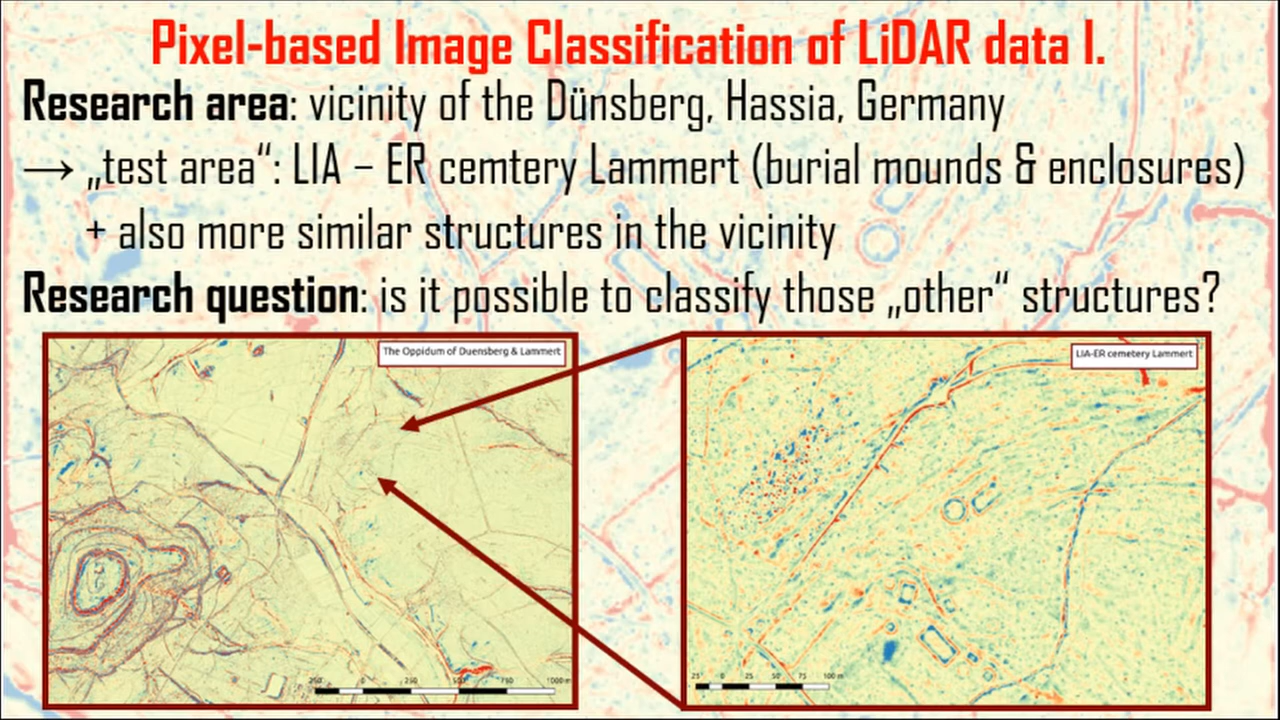 Pixel-based Image Classification of LiDAR data I.
Research area: vicinity of the Dünsberg, Hassia, Germany
→ „test area“: LIA – ER cemtery Lammert (burial mounds & enclosures)
+ also more similar structures in the vicinity
Research question: is it possible to classify those „other“ structures?
The Oppidum of Duensberg & Lammert
LIA-ER cemetery Lammert
250 0 250 500 750 1000 m
25 0 25 50 75 100 m